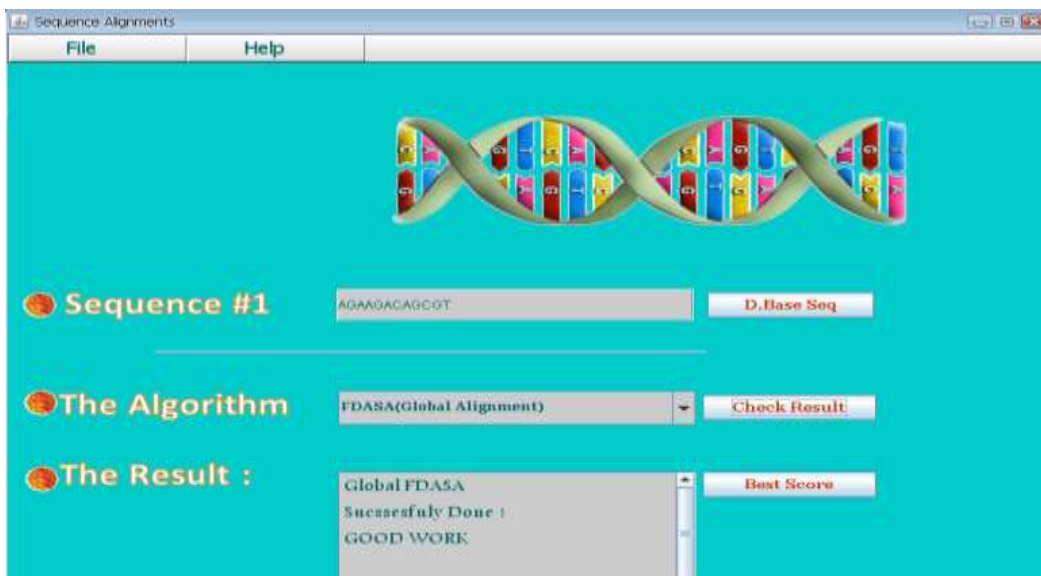 Sequence Alignments
File Help
Sequence #1 AGAAGACAGCGT D.Base Seq
The Algorithm FDASA(Global Alignment) Check Result
The Result : Global FDASA Best Score
Sucssesfuly Done !
GOOD WORK